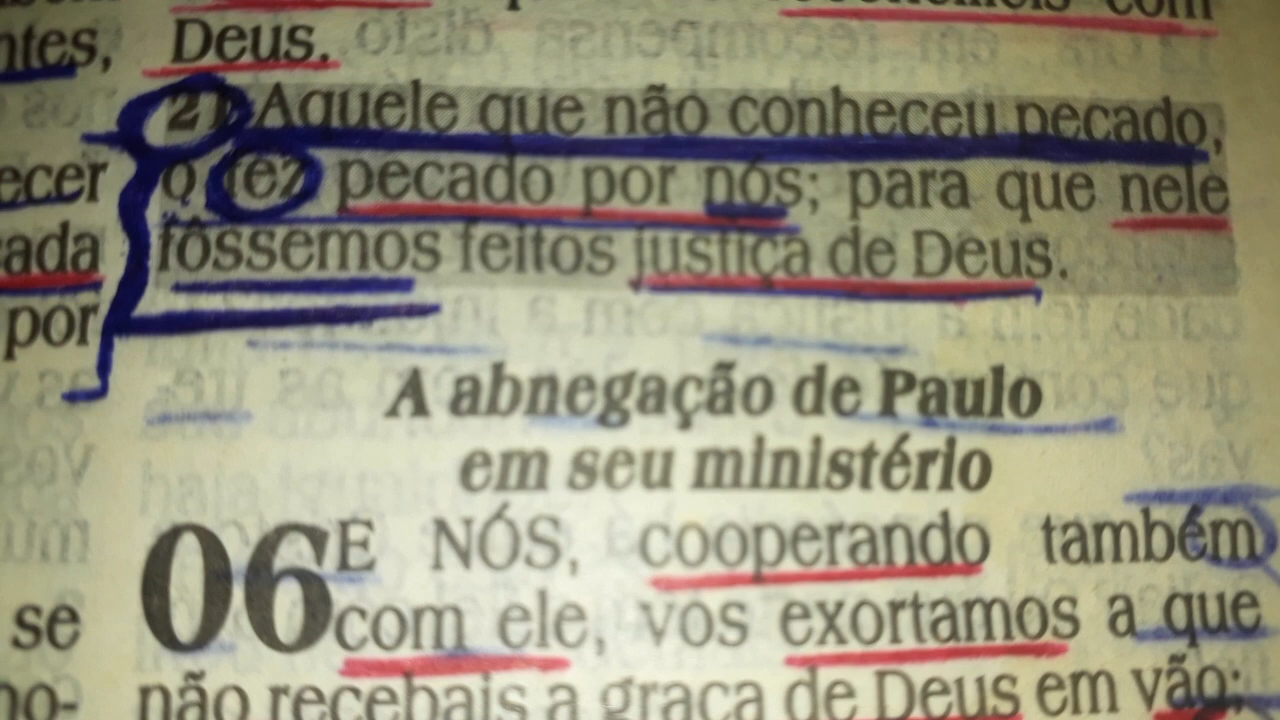 ntes,
ecer
ada
por
se
no-
com
Deus.
21 Aquele que não conheceu pecado,
o fez pecado por nós; para que nele
fôssemos feitos justiça de Deus.
A abnegação de Paulo
em seu ministério
06 E NÓS, cooperando também
com ele, vos exortamos a que
não recebais a graça de Deus em vão;